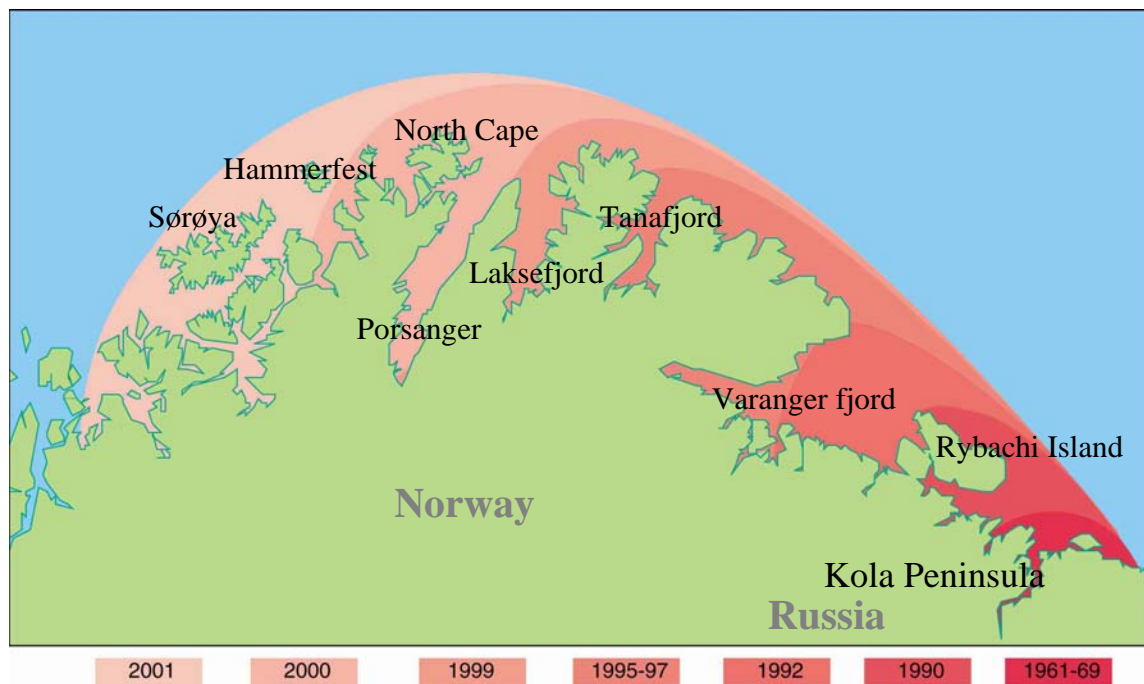 North Cape
Hammerfest
Sørøya
Tanafjord
Laksefjord
Porsanger
Varanger fjord
Rybachi Island
Norway
Kola Peninsula
Russia
2001 2000 1999 1995-97 1992 1990 1961-69